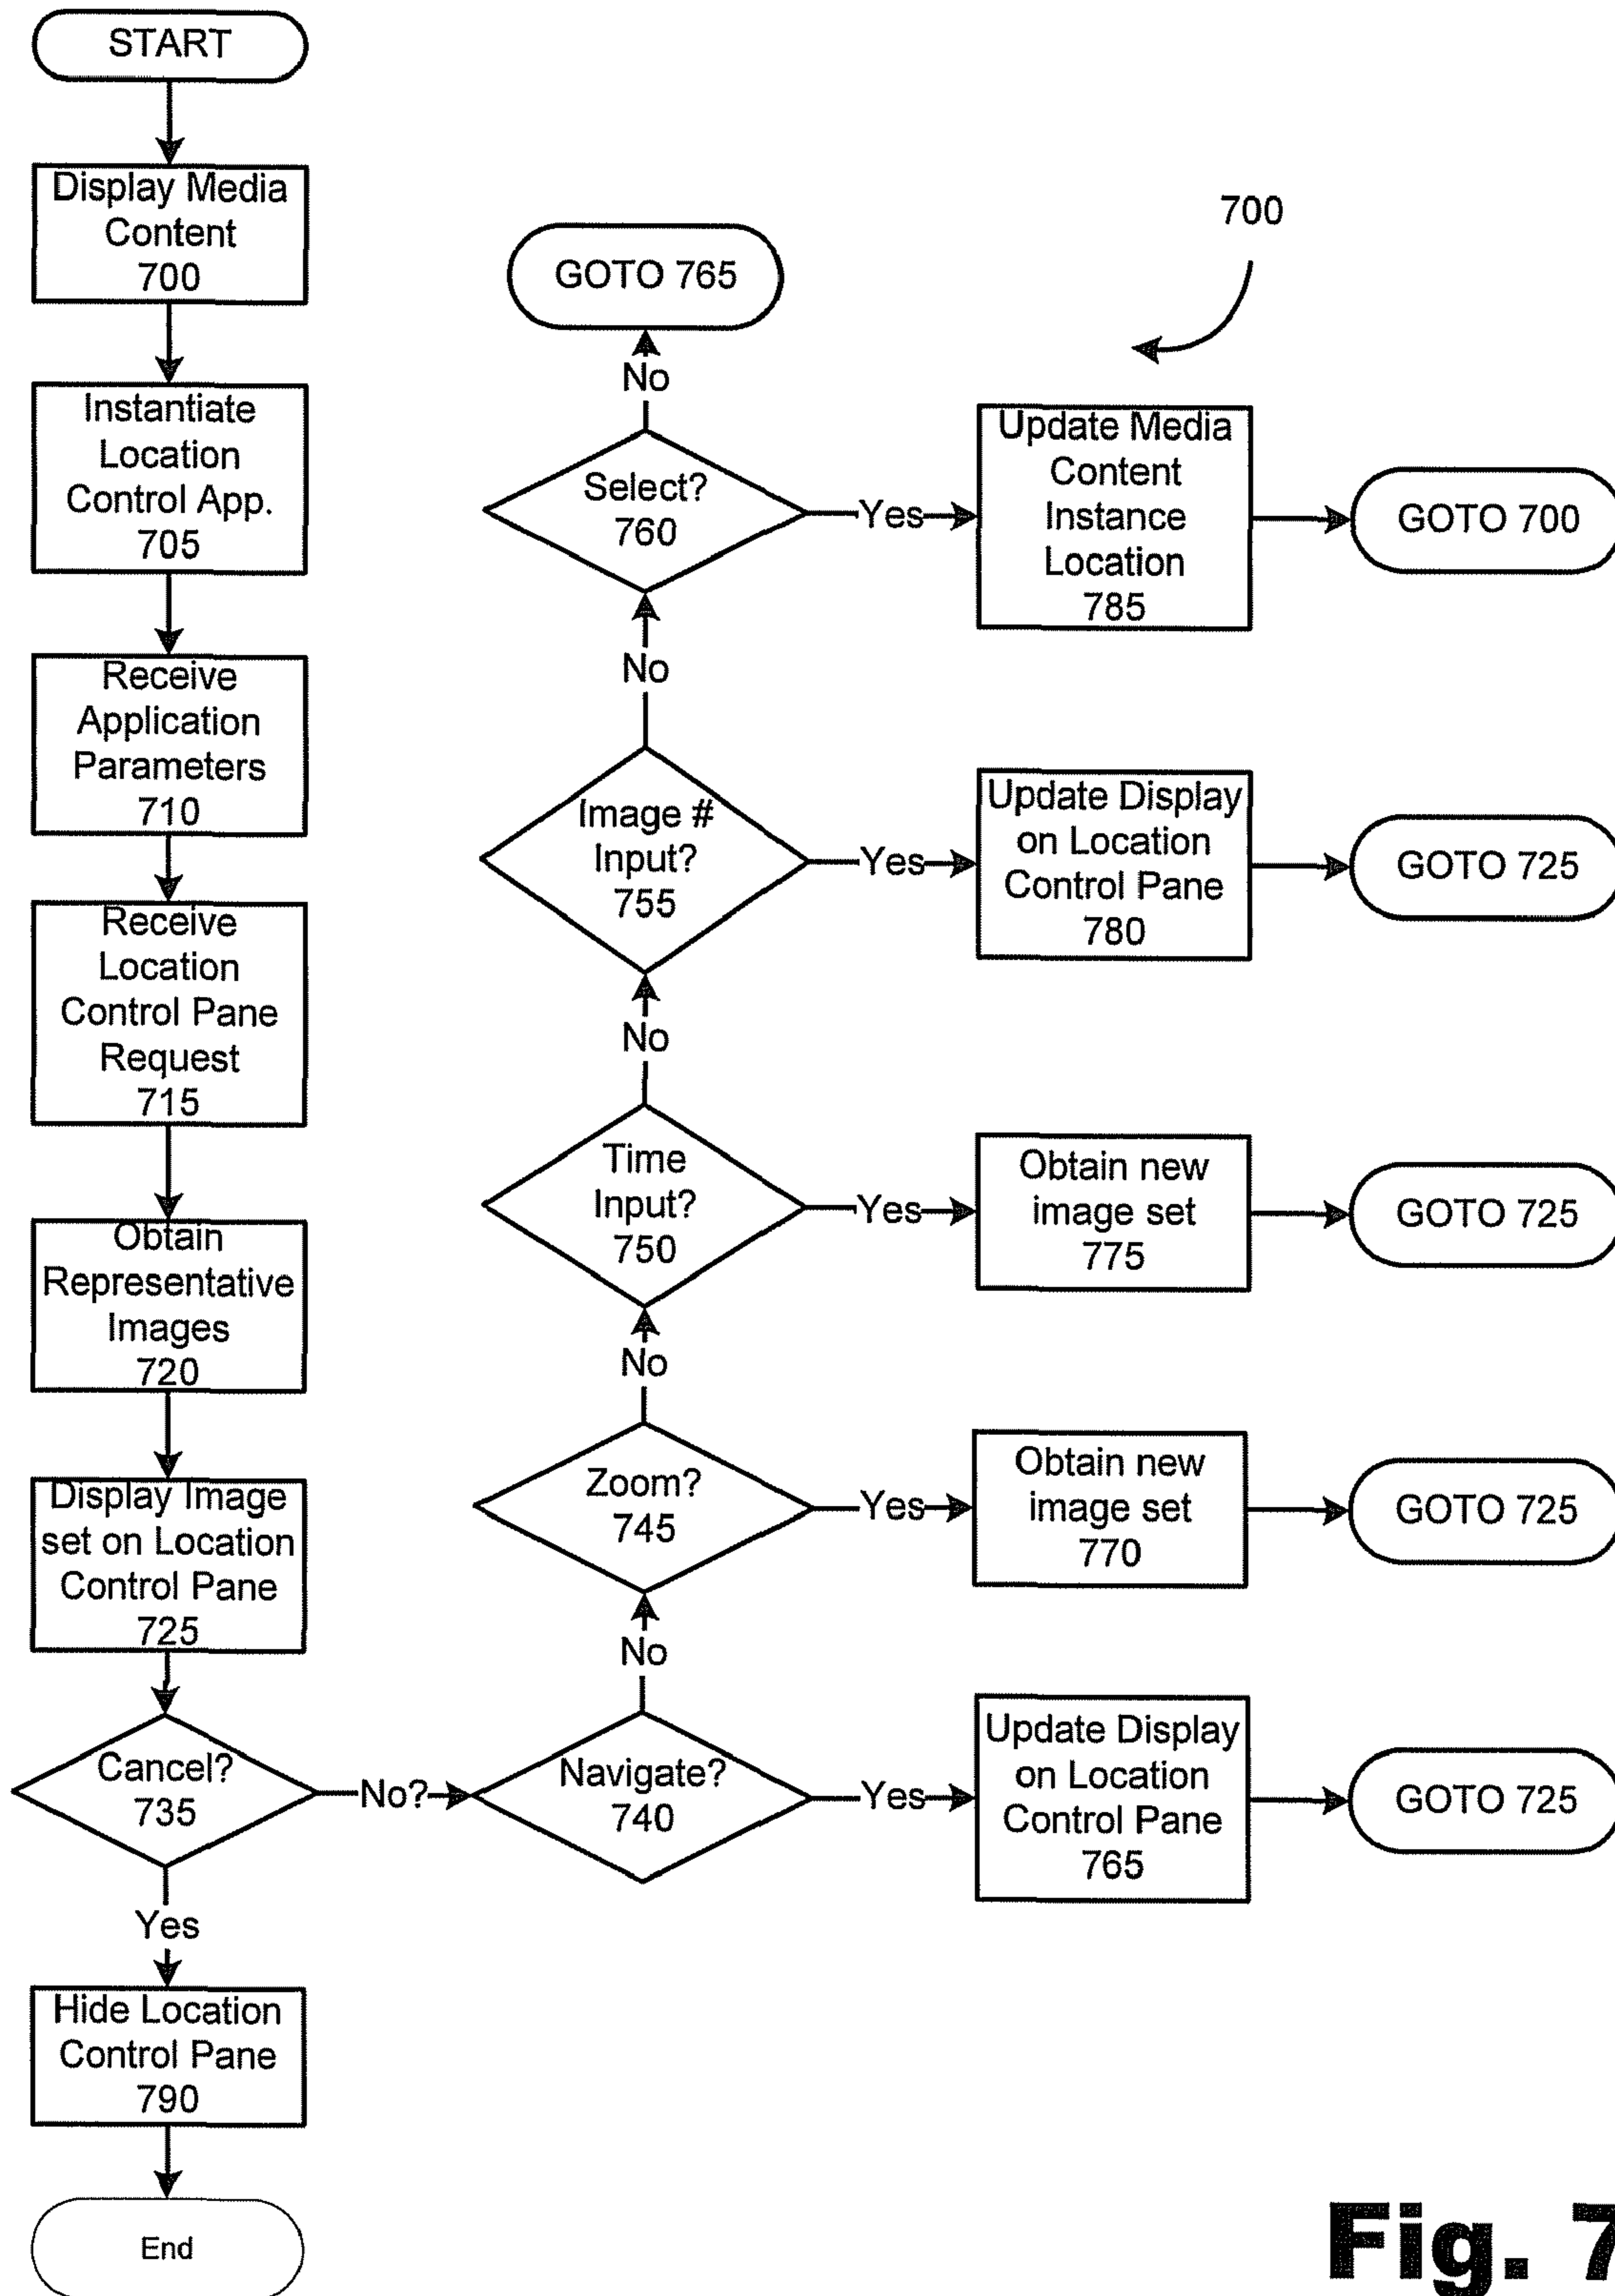 START
Display Media
Content
700
Instantiate
Location
Control App.
705
Receive
Application
Parameters
710
Receive
Location
Control Pane
Request
715
Obtain
Representative
Images
720
Display Image
set on Location
Control Pane
725
Cancel?
735
Yes
Hide Location
Control Pane
790
End
No?
Navigate?
740
Yes
Update Display
on Location
Control Pane
765
GOTO 725
No
Zoom?
745
Yes
Obtain new
image set
770
GOTO 725
No
Time
Input?
750
Yes
Obtain new
image set
775
GOTO 725
No
Image #
Input?
755
Yes
Update Display
on Location
Control Pane
780
GOTO 725
No
Select?
760
Yes
Update Media
Content
Instance
Location
785
GOTO 700
No
GOTO 765
700
Fig. 7